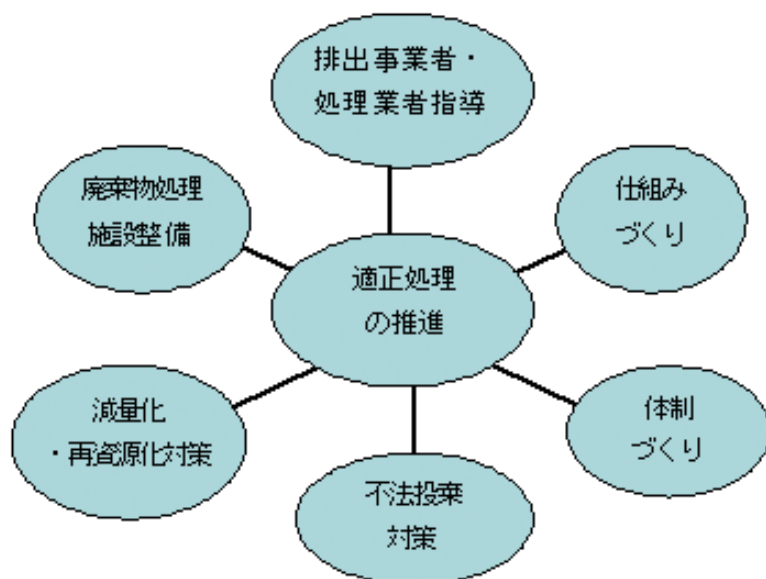 排出事業者・
処理業者指導
廃棄物処理
施設整備
仕組み
づくり
適正処理
の推進
減量化
・再資源化対策
体制
づくり
不法投棄
対策